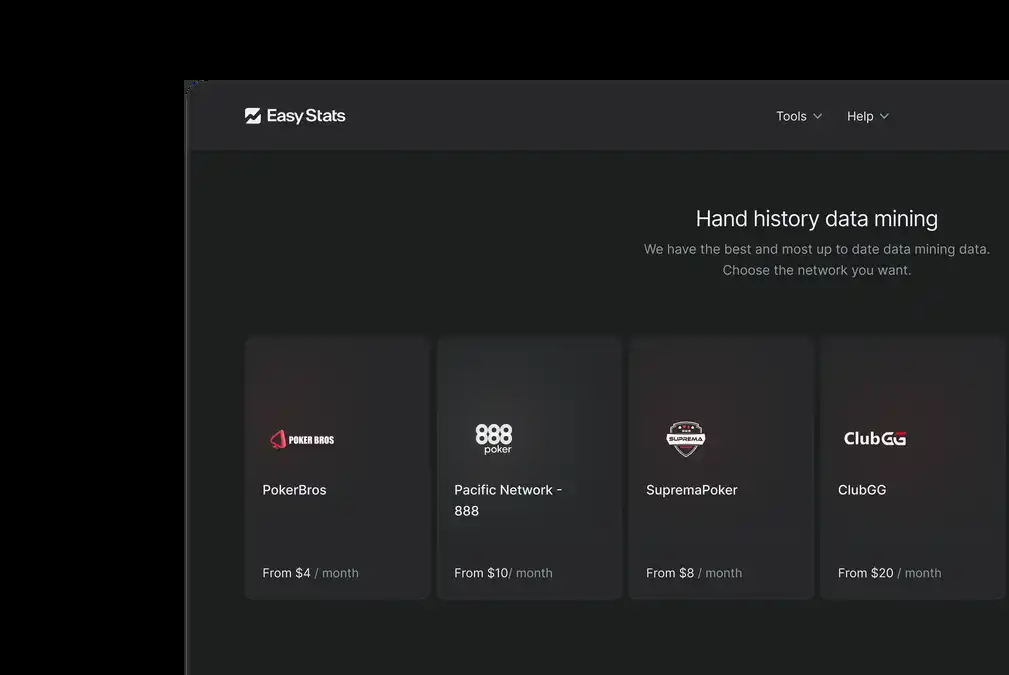 Easy Stats
Tools
Help
Hand history data mining
We have the best and most up to date data mining data.
Choose the network you want.
POKER BROS
PokerBros
From $4 / month
888
poker
Pacific Network -
888
From $10/ month
SUPREMA
SupremaPoker
From $8 / month
ClubGG
ClubGG
From $20 / month